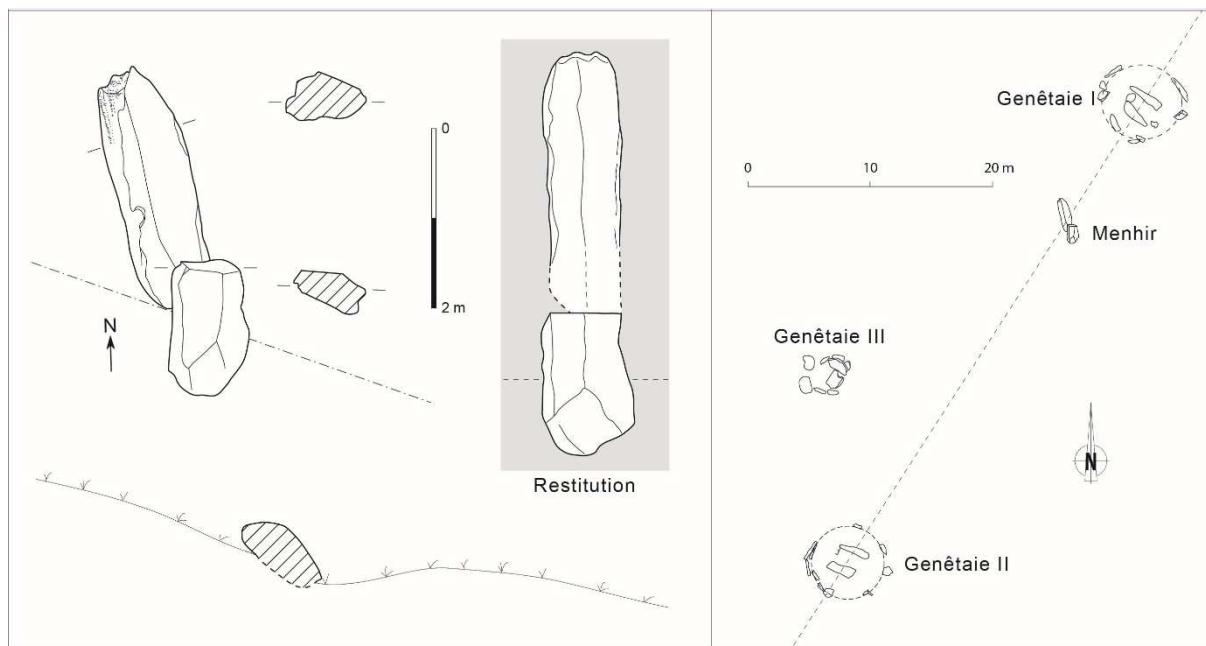 0
2 m
N
Restitution
Genêtaie I
0
10
20 m
Menhir
Genêtaie III
N
Genêtaie II